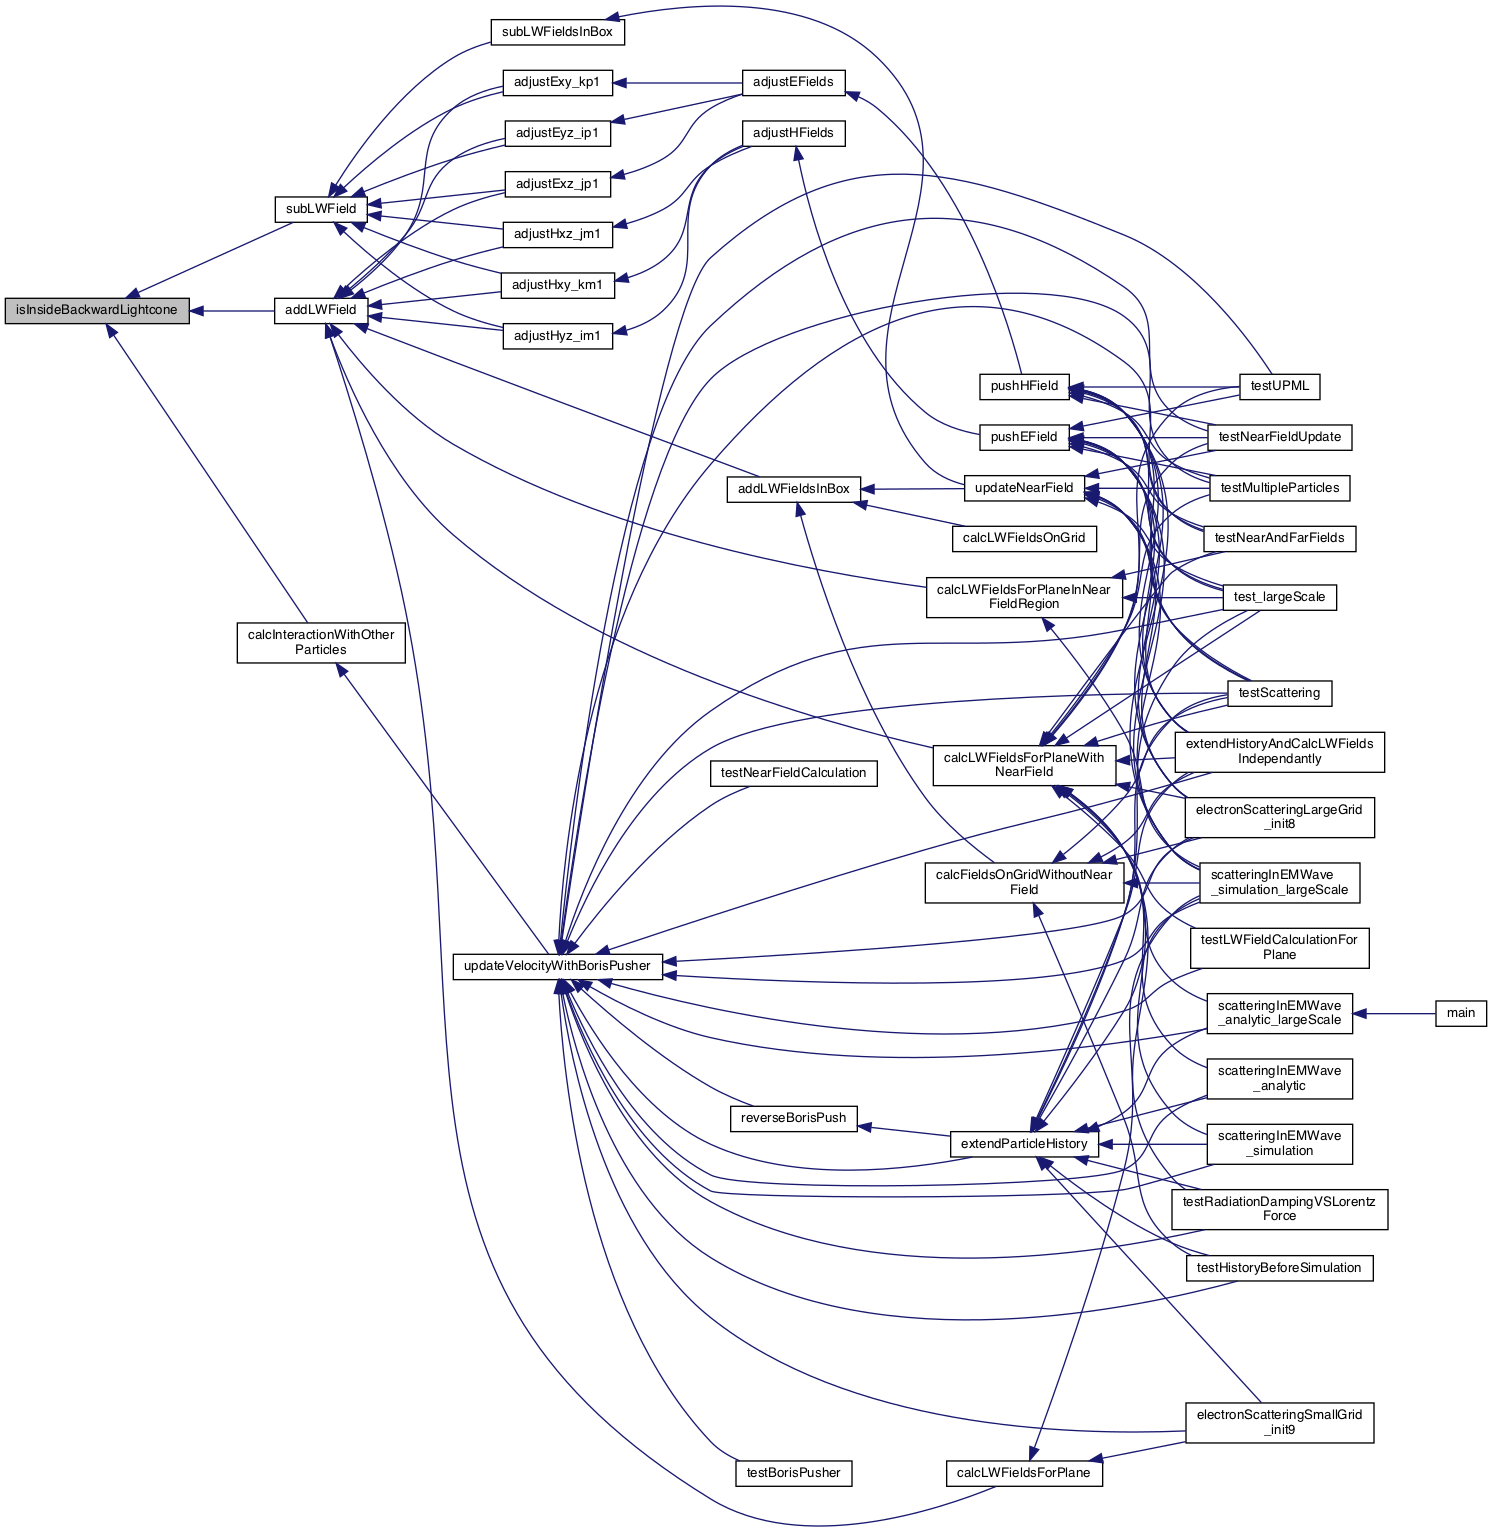 subLWFieldsInBox
adjustExy_kp1
adjustEFields
adjustEyz_ip1
adjustHFields
adjustExz_jp1
subLWField
adjustHxz_jm1
adjustHxy_km1
isInsideBackwardLightcone
addLWField
adjustHyz_im1
pushHField
testUPML
pushEField
testNearFieldUpdate
addLWFieldsInBox
updateNearField
testMultipleParticles
calcLWFieldsOnGrid
testNearAndFarFields
calcLWFieldsForPlaneInNear
FieldRegion
test_largeScale
calcInteractionWithOther
Particles
testScattering
extendHistoryAndCalcLWFields
Independantly
calcLWFieldsForPlaneWith
NearField
testNearFieldCalculation
electronScatteringLargeGrid
_init8
calcFieldsOnGridWithoutNear
Field
scatteringInEMWave
_simulation_largeScale
testLWFieldCalculationFor
Plane
updateVelocityWithBorisPusher
scatteringInEMWave
_analytic_largeScale
main
scatteringInEMWave
_analytic
reverseBorisPush
extendParticleHistory
scatteringInEMWave
_simulation
testRadiationDampingVSLorentz
Force
testHistoryBeforeSimulation
electronScatteringSmallGrid
_init9
testBorisPusher
calcLWFieldsForPlane